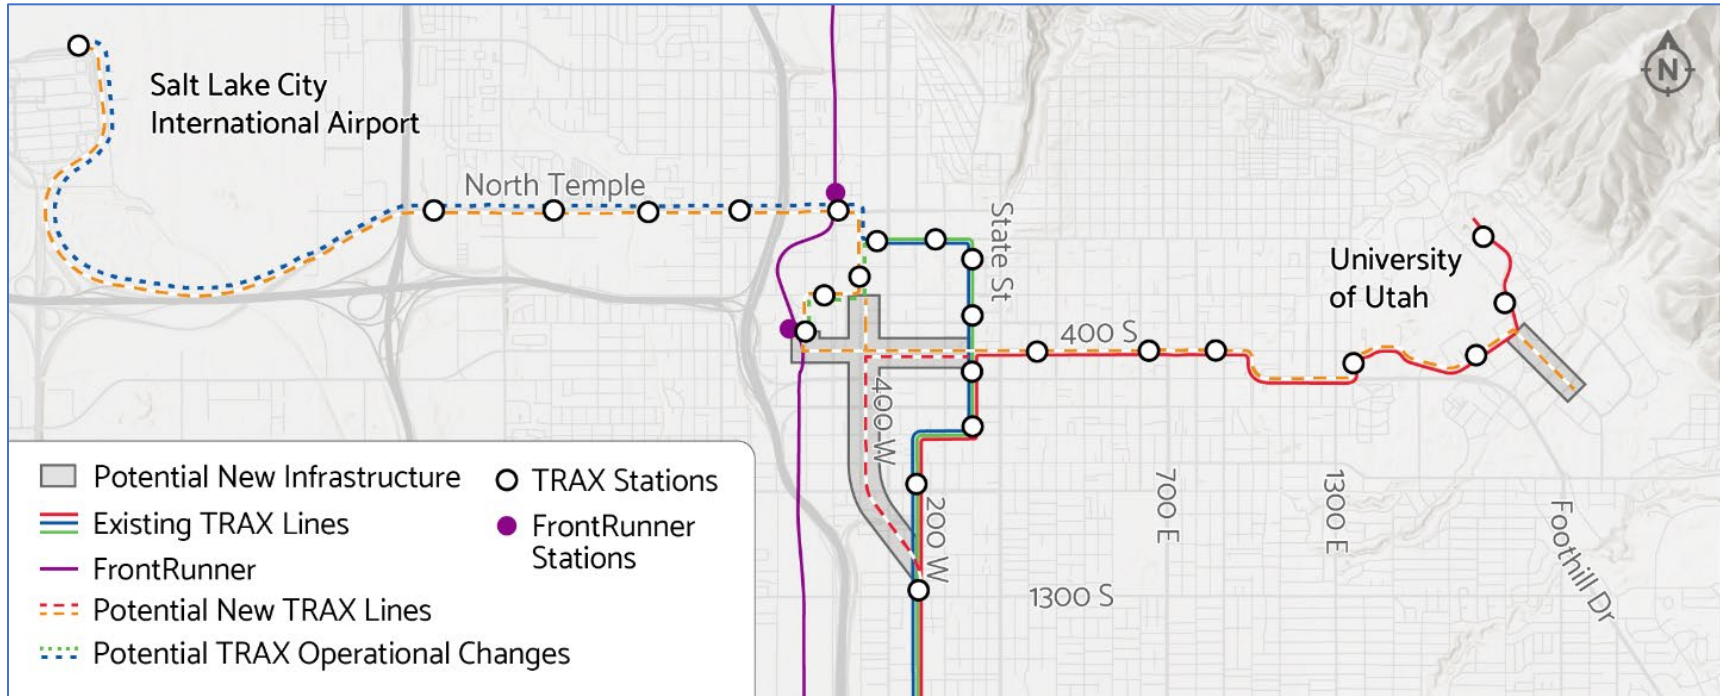 Salt Lake City
International Airport
North Temple
State St
N
University
of Utah
400 S
400 W
200 W
700 E
1300 E
Foothill Dr
1300 S
Potential New Infrastructure
Existing TRAX Lines
FrontRunner
Potential New TRAX Lines
Potential TRAX Operational Changes
TRAX Stations
FrontRunner
Stations